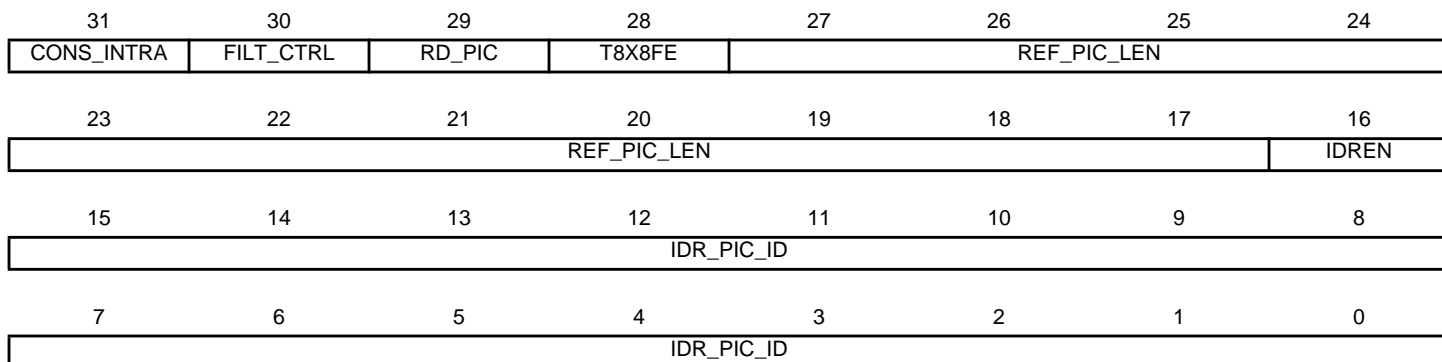 31 30 29 28 27 26 25 24
CONS_INTRA FILT_CTRL RD_PIC T8X8FE REF_PIC_LEN
23 22 21 20 19 18 17 16
REF_PIC_LEN IDREN
15 14 13 12 11 10 9 8
IDR_PIC_ID
7 6 5 4 3 2 1 0
IDR_PIC_ID